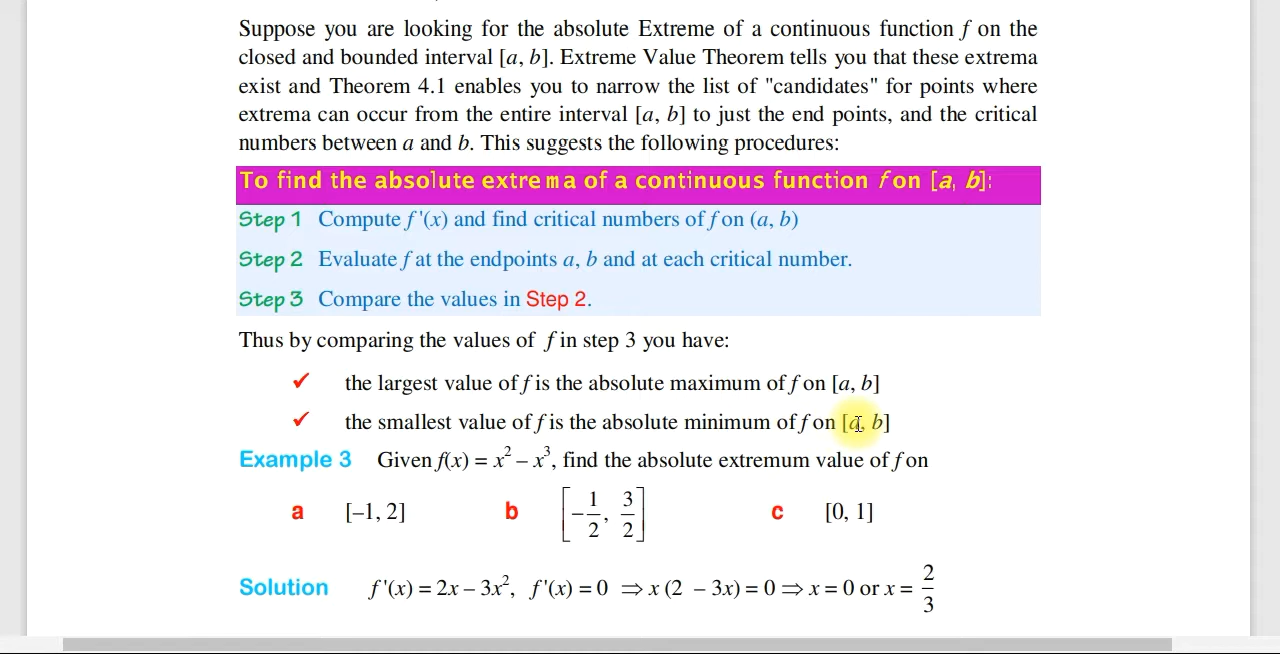 Suppose you are looking for the absolute Extreme of a continuous function f on the
closed and bounded interval [a, b]. Extreme Value Theorem tells you that these extrema
exist and Theorem 4.1 enables you to narrow the list of "candidates" for points where
extrema can occur from the entire interval [a, b] to just the end points, and the critical
numbers between a and b. This suggests the following procedures:
To find the absolute extrema of a continuous function f on [a, b]:
Step 1 Compute f '(x) and find critical numbers of f on (a, b)
Step 2 Evaluate f at the endpoints a, b and at each critical number.
Step 3 Compare the values in Step 2.
Thus by comparing the values of f in step 3 you have:
✓ the largest value of f is the absolute maximum of f on [a, b]
✓ the smallest value of f is the absolute minimum of f on [a, b]
Example 3 Given f(x) = x² – x³, find the absolute extremum value of f on
a [–1, 2] b [–1/2, 3/2] c [0, 1]
Solution f '(x) = 2x – 3x², f '(x) = 0 ⇒ x (2 – 3x) = 0 ⇒ x = 0 or x = 2/3